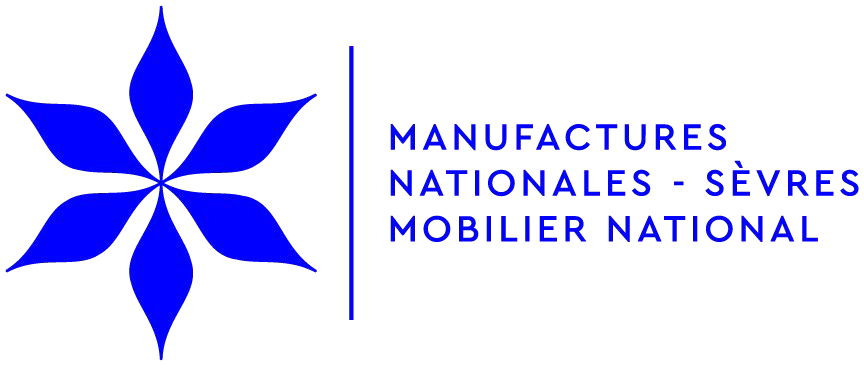 MANUFACTURES
NATIONALES - SÈVRES
MOBILIER NATIONAL